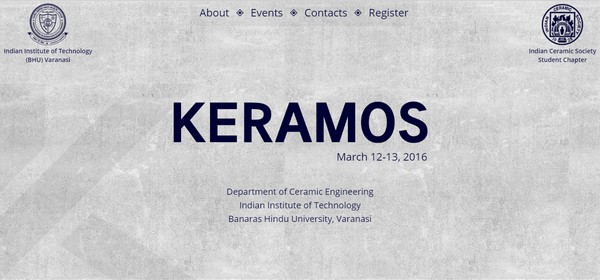 About Events Contacts Register
Indian Institute of Technology
(BHU) Varanasi
Indian Ceramic Society
Student Chapter
KERAMOS
March 12-13, 2016
Department of Ceramic Engineering
Indian Institute of Technology
Banaras Hindu University, Varanasi